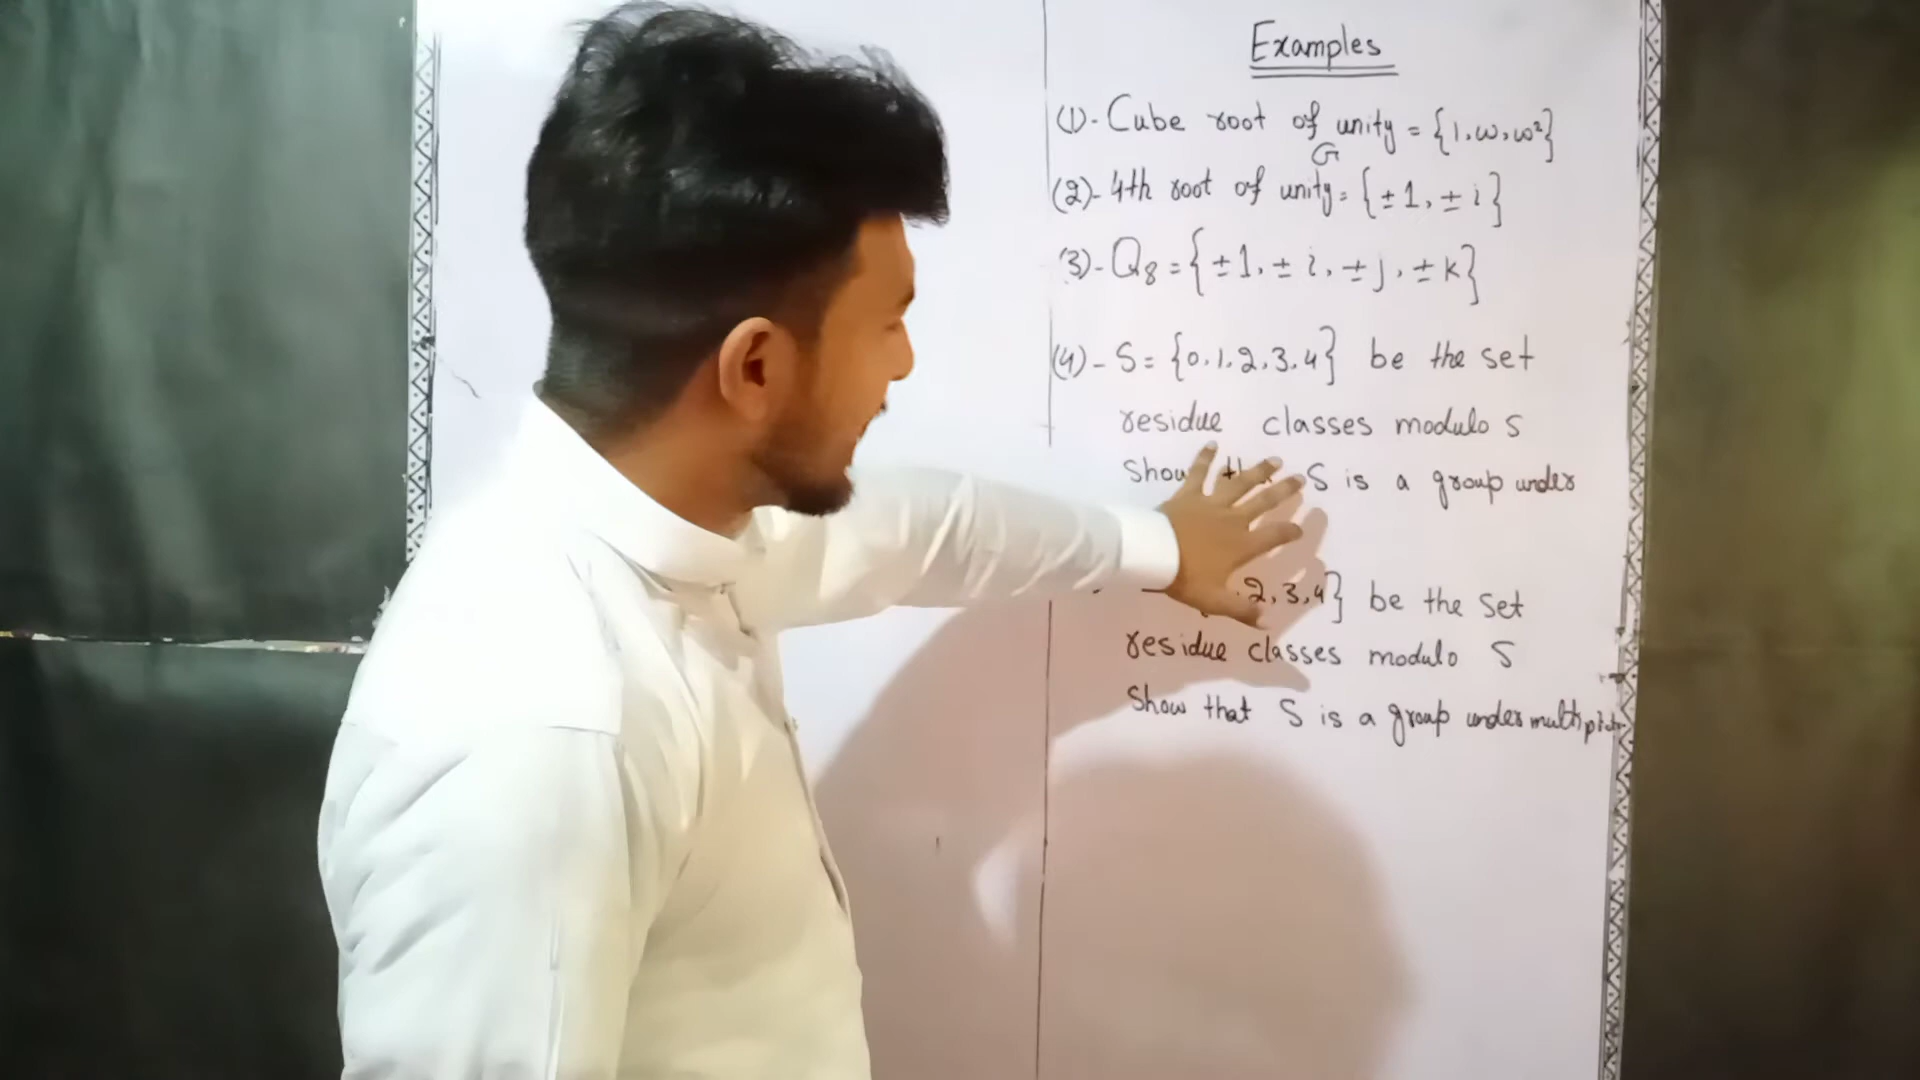 Examples
(1)- Cube root of unity = {1, ω, ω²}
G
(2)- 4th root of unity = {±1, ±i}
(3)- Q8 = {±1, ±i, ±j, ±k}
(4)- S = {0, 1, 2, 3, 4} be the set
residue classes modulo 5
Show S is a group under
2, 3, 4} be the set
residue classes modulo 5
Show that S is a group under